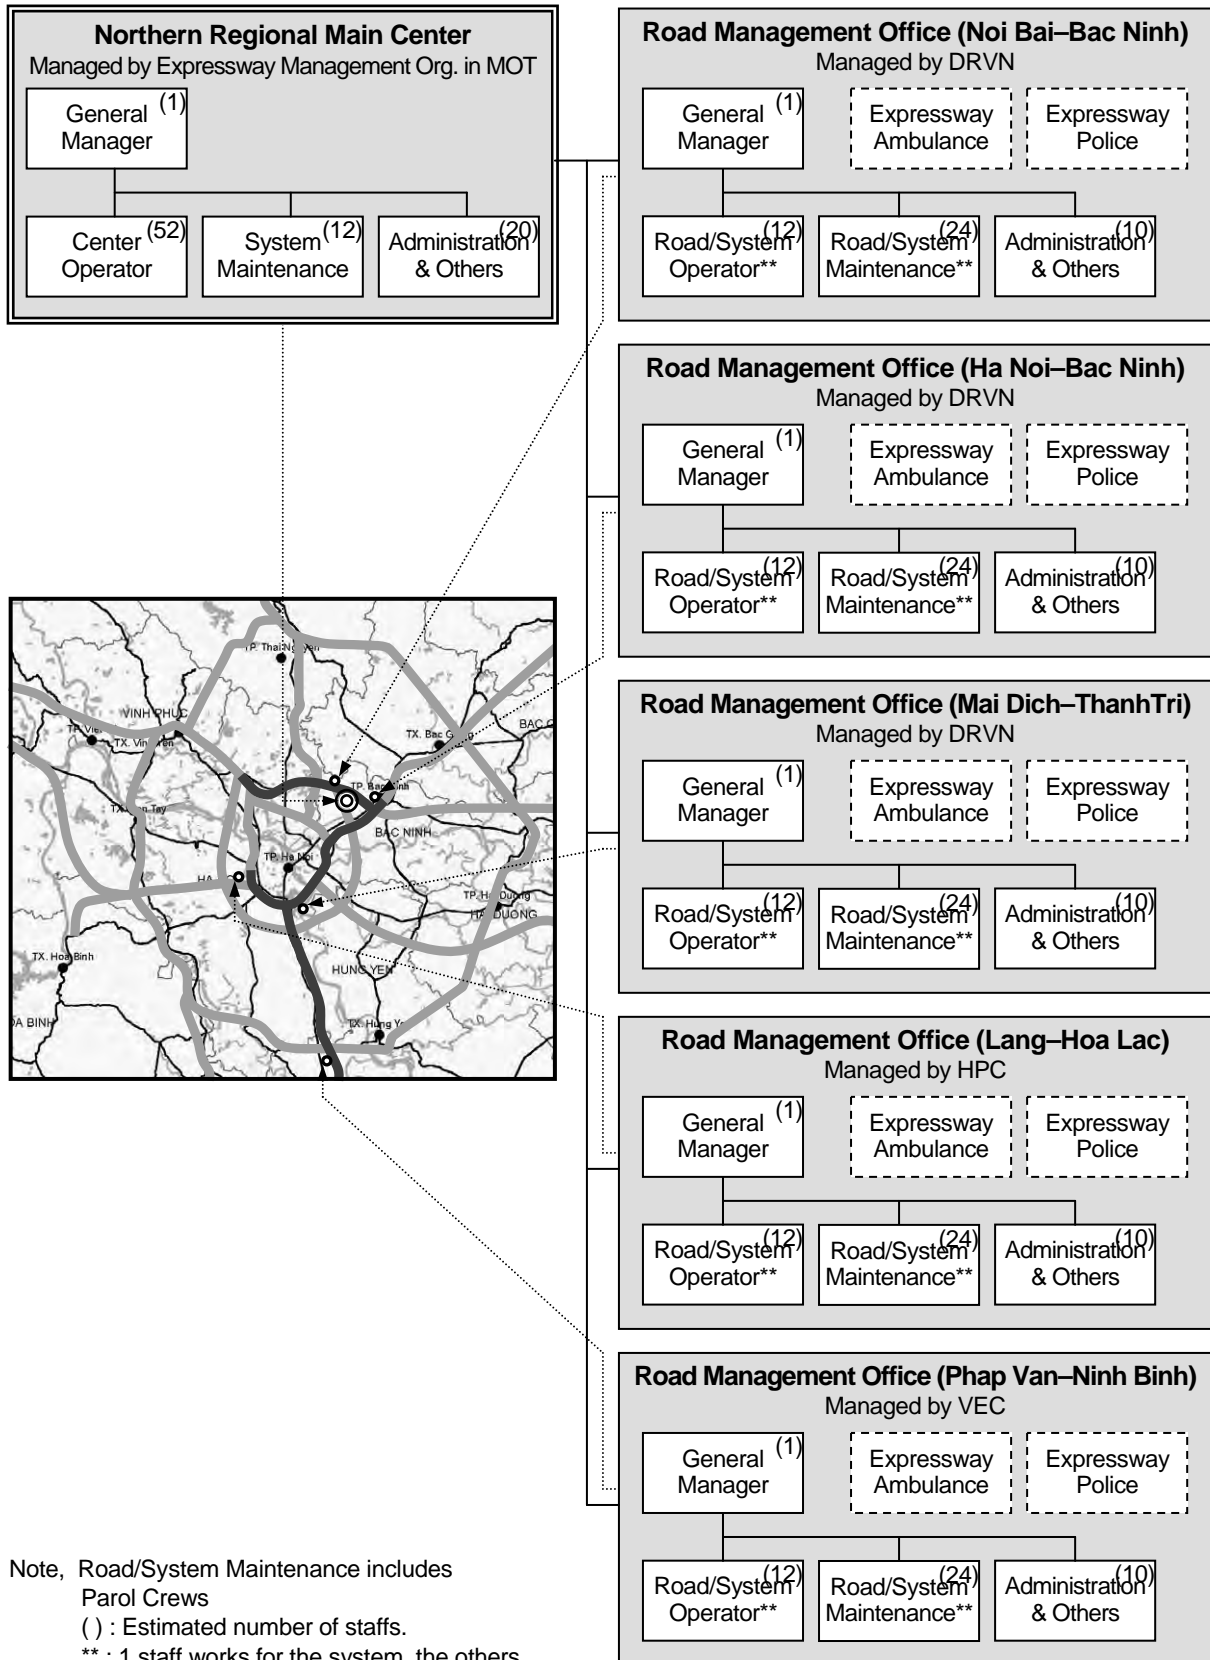 Northern Regional Main Center
Managed by Expressway Management Org. in MOT
General (1)
Manager
Center (52)
Operator
System (12)
Maintenance
Administration (20)
& Others
Road Management Office (Noi Bai–Bac Ninh)
Managed by DRVN
General (1)
Manager
Expressway
Ambulance
Expressway
Police
Road/System (12)
Operator**
Road/System (24)
Maintenance**
Administration (10)
& Others
Road Management Office (Ha Noi–Bac Ninh)
Managed by DRVN
General (1)
Manager
Expressway
Ambulance
Expressway
Police
Road/System (12)
Operator**
Road/System (24)
Maintenance**
Administration (10)
& Others
TP. Thai Nguyen
VINH PHUC
TX. Vinh Yen
TX. Bac Giang
TP. Bac Ninh
BAC NINH
TP. Ha Noi
TP. Hai Duong
HAI DUONG
TX. Hoa Binh
HUNG YEN
OA BINH
TX. Hung Ye
Road Management Office (Mai Dich–ThanhTri)
Managed by DRVN
General (1)
Manager
Expressway
Ambulance
Expressway
Police
Road/System (12)
Operator**
Road/System (24)
Maintenance**
Administration (10)
& Others
Road Management Office (Lang–Hoa Lac)
Managed by HPC
General (1)
Manager
Expressway
Ambulance
Expressway
Police
Road/System (12)
Operator**
Road/System (24)
Maintenance**
Administration (10)
& Others
Road Management Office (Phap Van–Ninh Binh)
Managed by VEC
General (1)
Manager
Expressway
Ambulance
Expressway
Police
Road/System (12)
Operator**
Road/System (24)
Maintenance**
Administration (10)
& Others
Note, Road/System Maintenance includes
Parol Crews
( ) : Estimated number of staffs.
** : 1 staff works for the system, the others